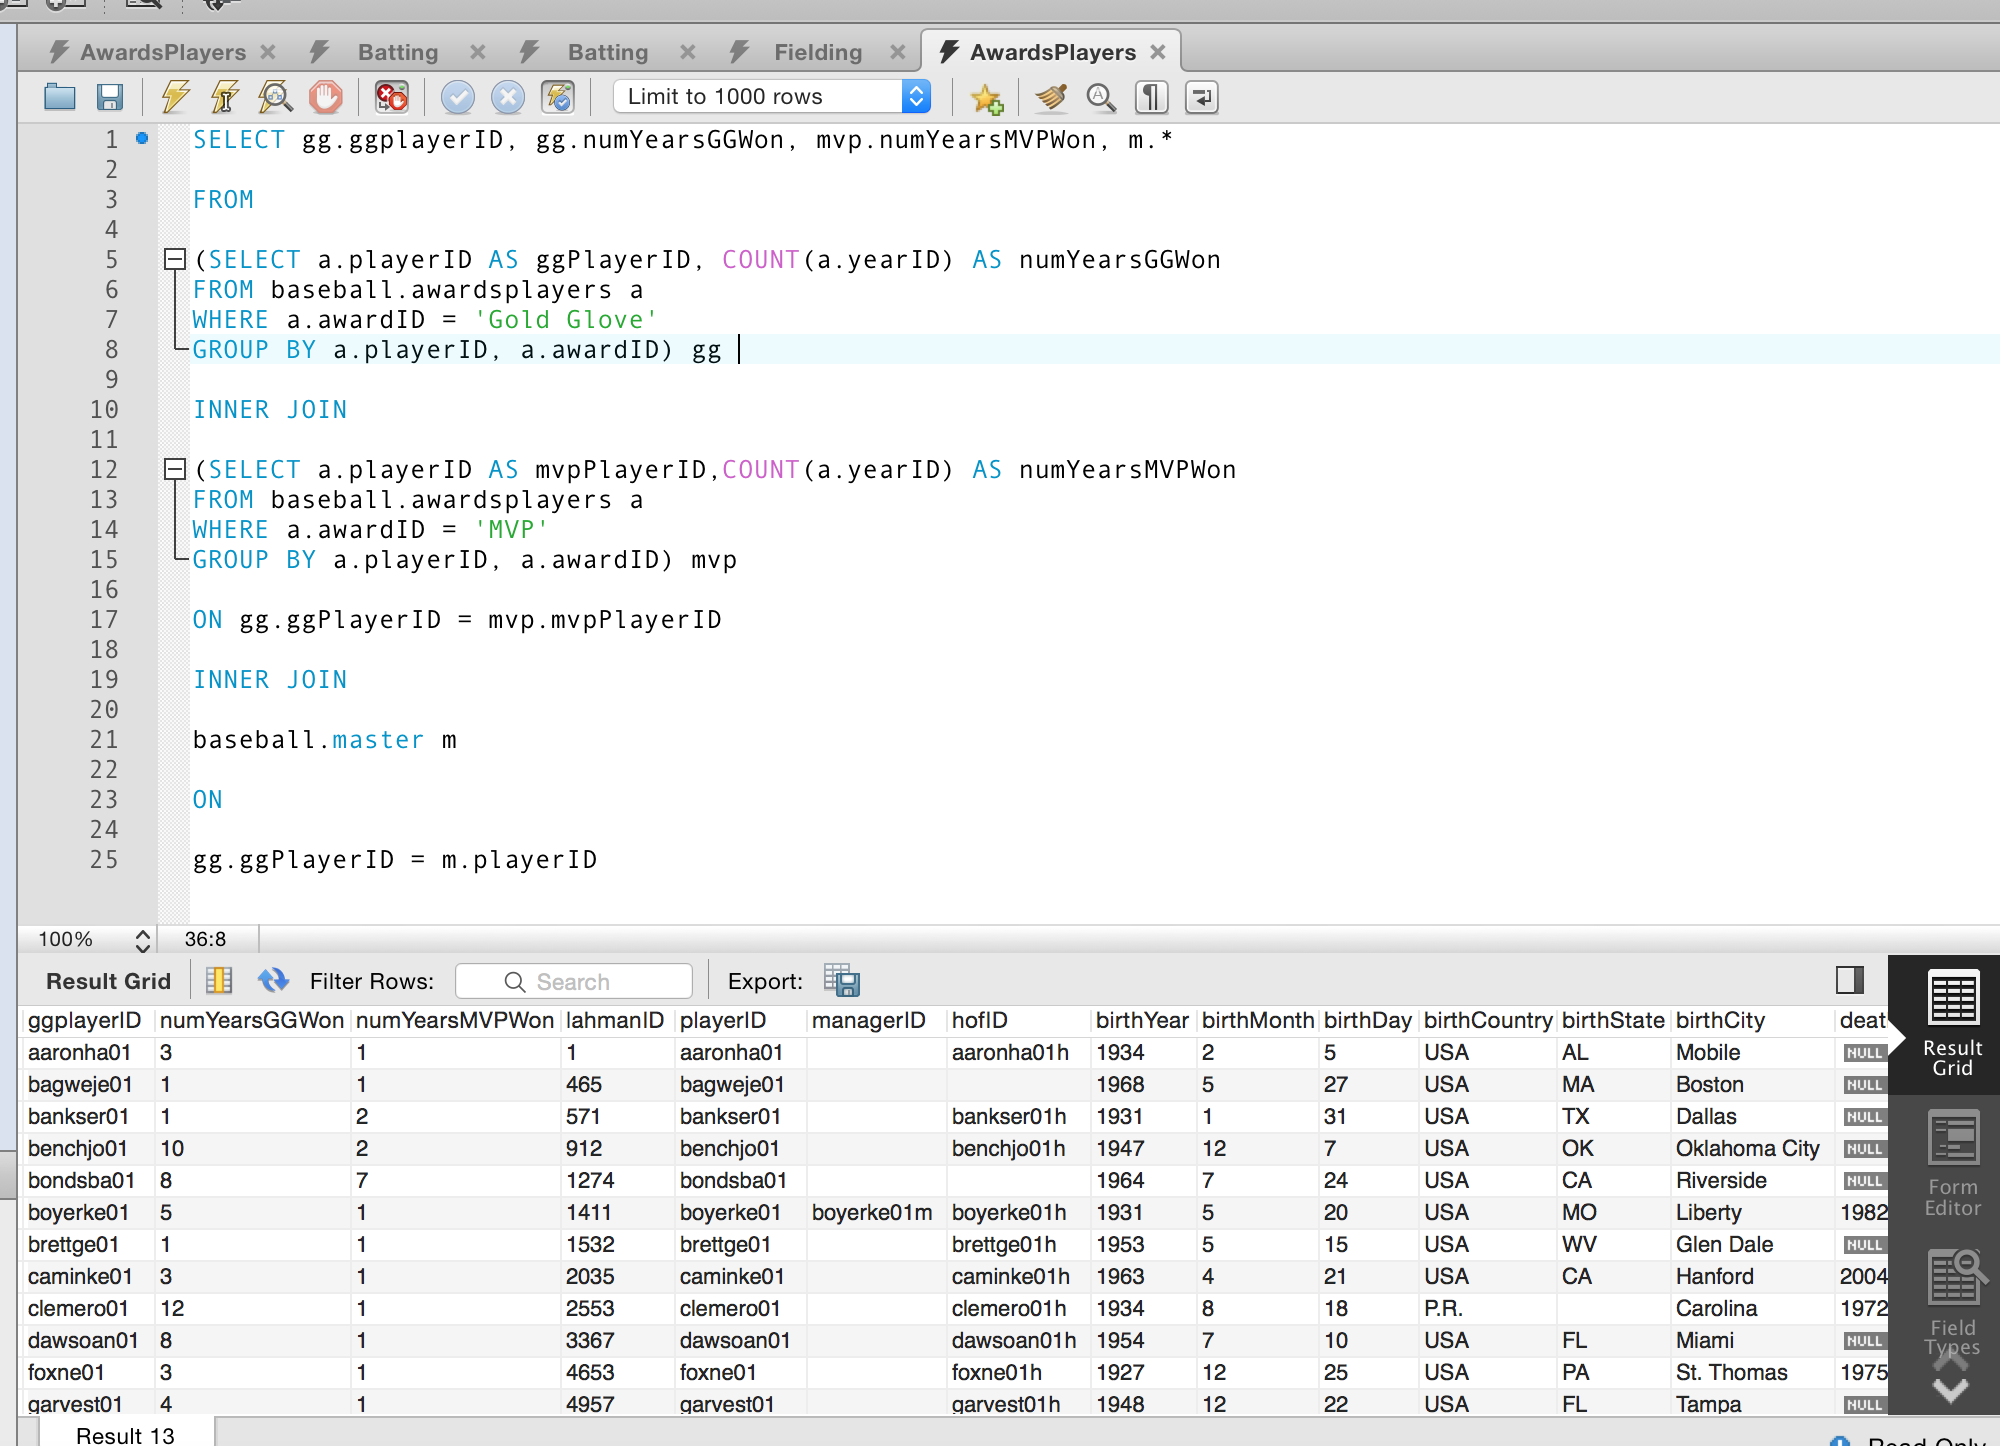 AwardsPlayers Batting Batting Fielding AwardsPlayers
Limit to 1000 rows
1 SELECT gg.ggplayerID, gg.numYearsGGWon, mvp.numYearsMVPWon, m.*
2
3 FROM
4
5 (SELECT a.playerID AS ggPlayerID, COUNT(a.yearID) AS numYearsGGWon
6 FROM baseball.awardsplayers a
7 WHERE a.awardID = 'Gold Glove'
8 GROUP BY a.playerID, a.awardID) gg
9
10 INNER JOIN
11
12 (SELECT a.playerID AS mvpPlayerID,COUNT(a.yearID) AS numYearsMVPWon
13 FROM baseball.awardsplayers a
14 WHERE a.awardID = 'MVP'
15 GROUP BY a.playerID, a.awardID) mvp
16
17 ON gg.ggPlayerID = mvp.mvpPlayerID
18
19 INNER JOIN
20
21 baseball.master m
22
23 ON
24
25 gg.ggPlayerID = m.playerID
100% 36:8
Result Grid Filter Rows: Search Export:
ggplayerID numYearsGGWon numYearsMVPWon lahmanID playerID managerID hofID birthYear birthMonth birthDay birthCountry birthState birthCity deat
aaronha01 3 1 1 aaronha01 aaronha01h 1934 2 5 USA AL Mobile NULL
bagweje01 1 1 465 bagweje01 1968 5 27 USA MA Boston NULL
bankser01 1 2 571 bankser01 bankser01h 1931 1 31 USA TX Dallas NULL
benchjo01 10 2 912 benchjo01 benchjo01h 1947 12 7 USA OK Oklahoma City NULL
bondsba01 8 7 1274 bondsba01 1964 7 24 USA CA Riverside NULL
boyerke01 5 1 1411 boyerke01 boyerke01m boyerke01h 1931 5 20 USA MO Liberty 1982
brettge01 1 1 1532 brettge01 brettge01h 1953 5 15 USA WV Glen Dale NULL
caminke01 3 1 2035 caminke01 caminke01h 1963 4 21 USA CA Hanford 2004
clemero01 12 1 2553 clemero01 clemero01h 1934 8 18 P.R. Carolina 1972
dawsoan01 8 1 3367 dawsoan01 dawsoan01h 1954 7 10 USA FL Miami NULL
foxne01 3 1 4653 foxne01 foxne01h 1927 12 25 USA PA St. Thomas 1975
garvest01 4 1 4957 garvest01 garvest01h 1948 12 22 USA FL Tampa NULL
Result
Grid
Form
Editor
Field
Types
Result 13
Read Only